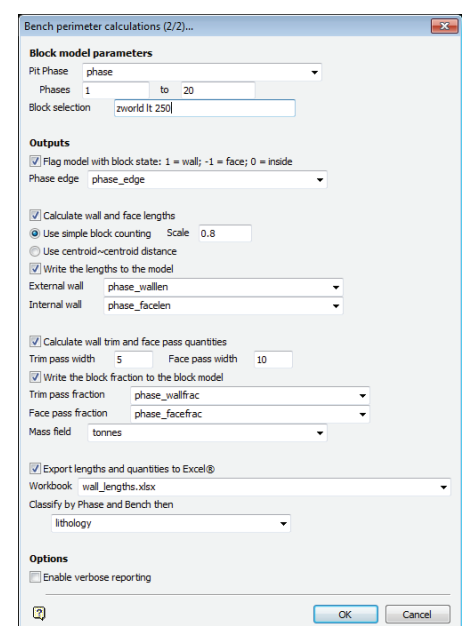 Bench perimeter calculations (2/2)...
Block model parameters
Pit Phase phase
Phases 1 to 20
Block selection zworld lt 250
Outputs
Flag model with block state: 1 = wall; -1 = face; 0 = inside
Phase edge phase_edge
Calculate wall and face lengths
Use simple block counting Scale 0.8
Use centroid~centroid distance
Write the lengths to the model
External wall phase_walllen
Internal wall phase_facelen
Calculate wall trim and face pass quantities
Trim pass width 5 Face pass width 10
Write the block fraction to the block model
Trim pass fraction phase_wallfrac
Face pass fraction phase_facefrac
Mass field tonnes
Export lengths and quantities to Excel®
Workbook wall_lengths.xlsx
Classify by Phase and Bench then
lithology
Options
Enable verbose reporting
? OK Cancel